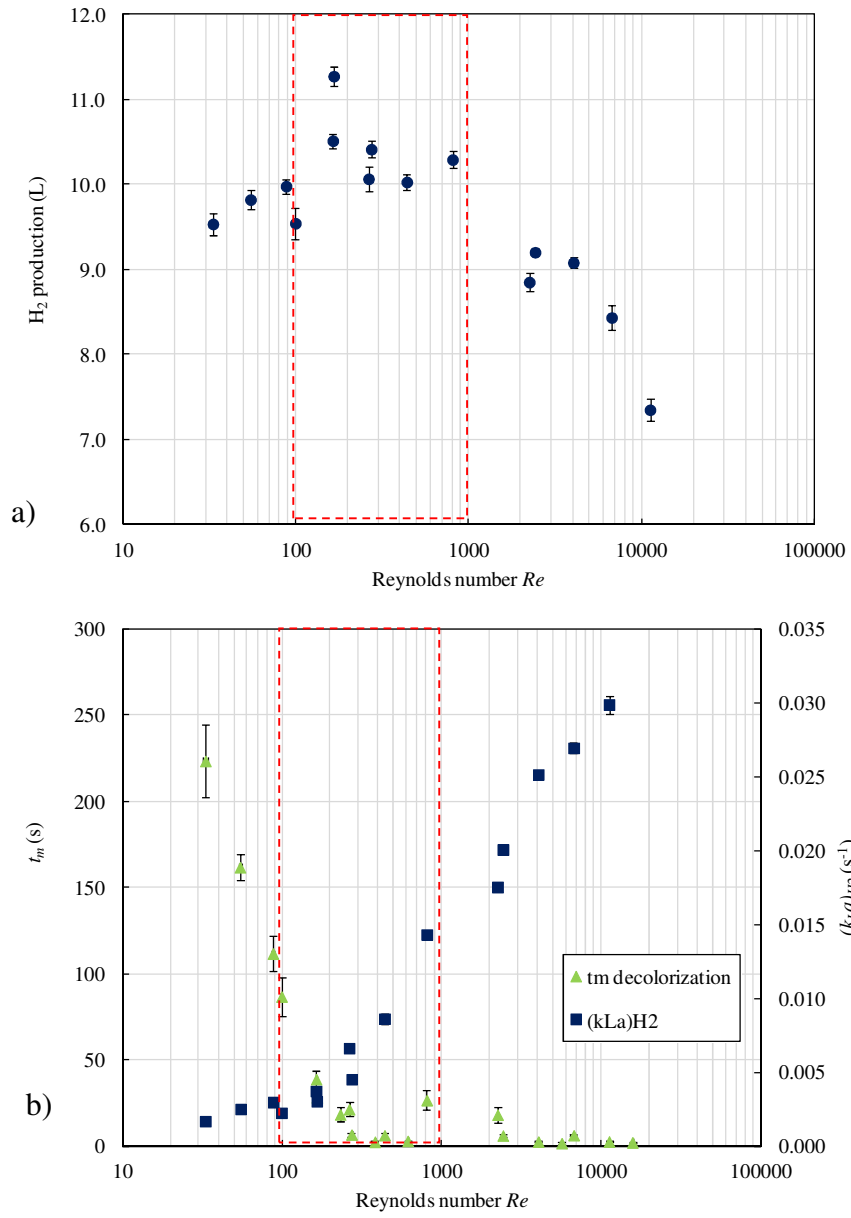 12.0
11.0
10.0
9.0
8.0
7.0
6.0
H₂ production (L)
a)
10 100 1000 10000 100000
Reynolds number Re
300
250
200
150
100
50
0
t_m (s)
0.035
0.030
0.025
0.020
0.015
0.010
0.005
0.000
(s⁻¹)
tm decolorization
(kLa)H2
b)
10 100 1000 10000 100000
Reynolds number Re